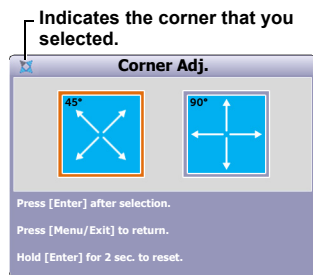 Indicates the corner that you
selected.
Corner Adj.
45°
90°
Press [Enter] after selection.
Press [Menu/Exit] to return.
Hold [Enter] for 2 sec. to reset.